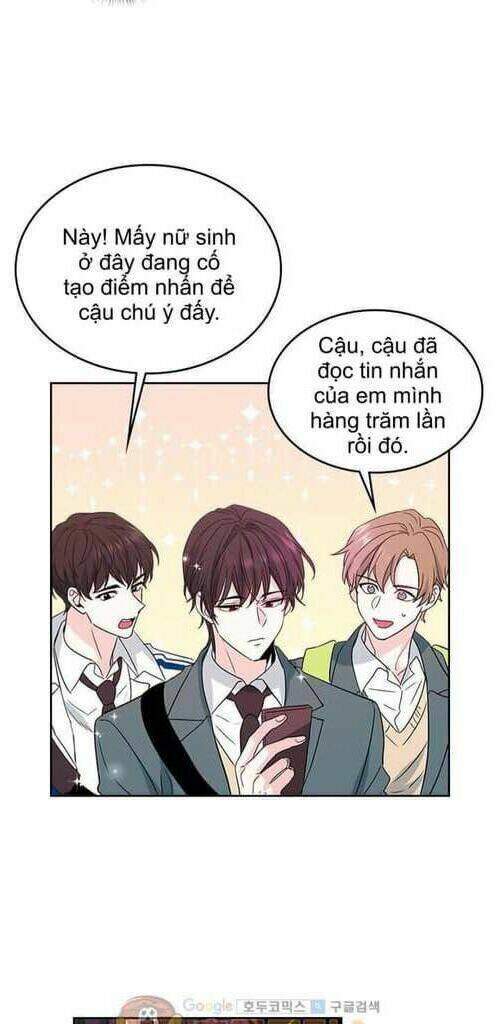 Này! Mấy nữ sinh
ở đây đang cố
tạo điểm nhấn để
cậu chú ý đấy.
Cậu, cậu đã
đọc tin nhắn
của em mình
hàng trăm lần
rồi đó.
Google 호두코믹스 구글검색